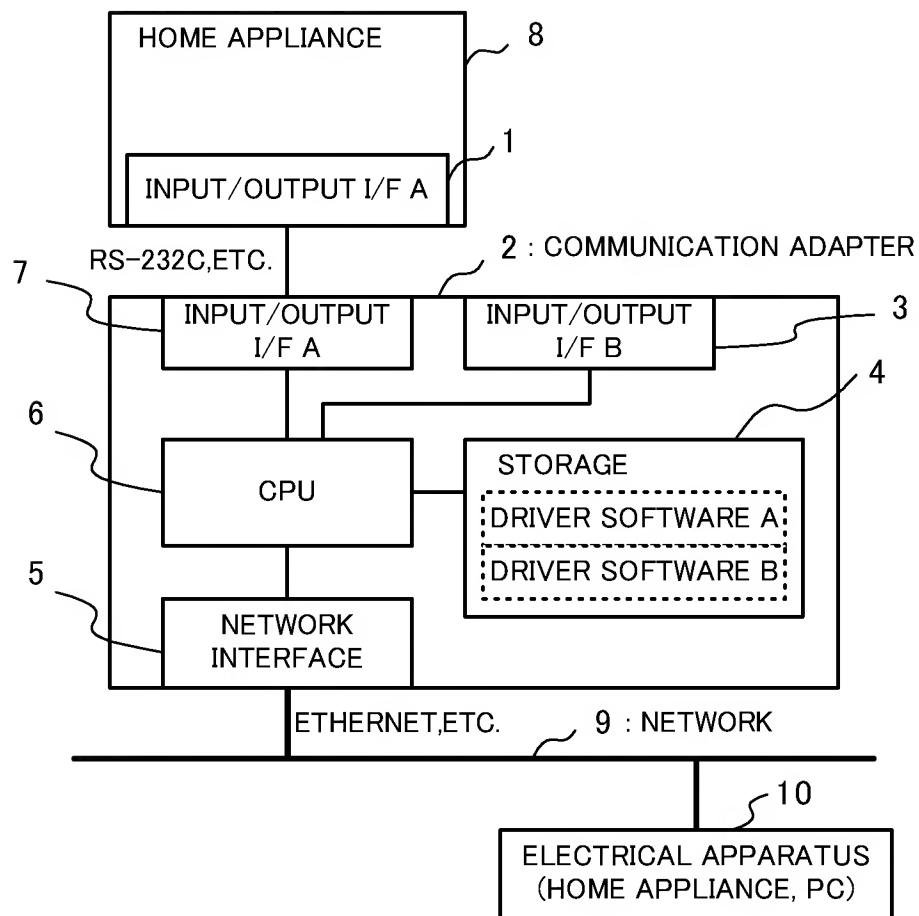 HOME APPLIANCE
8
1
INPUT/OUTPUT I/F A
RS-232C,ETC.
2 : COMMUNICATION ADAPTER
7
INPUT/OUTPUT
I/F A
INPUT/OUTPUT
I/F B
3
4
6
CPU
STORAGE
DRIVER SOFTWARE A
DRIVER SOFTWARE B
5
NETWORK
INTERFACE
ETHERNET,ETC.
9 : NETWORK
10
ELECTRICAL APPARATUS
(HOME APPLIANCE, PC)